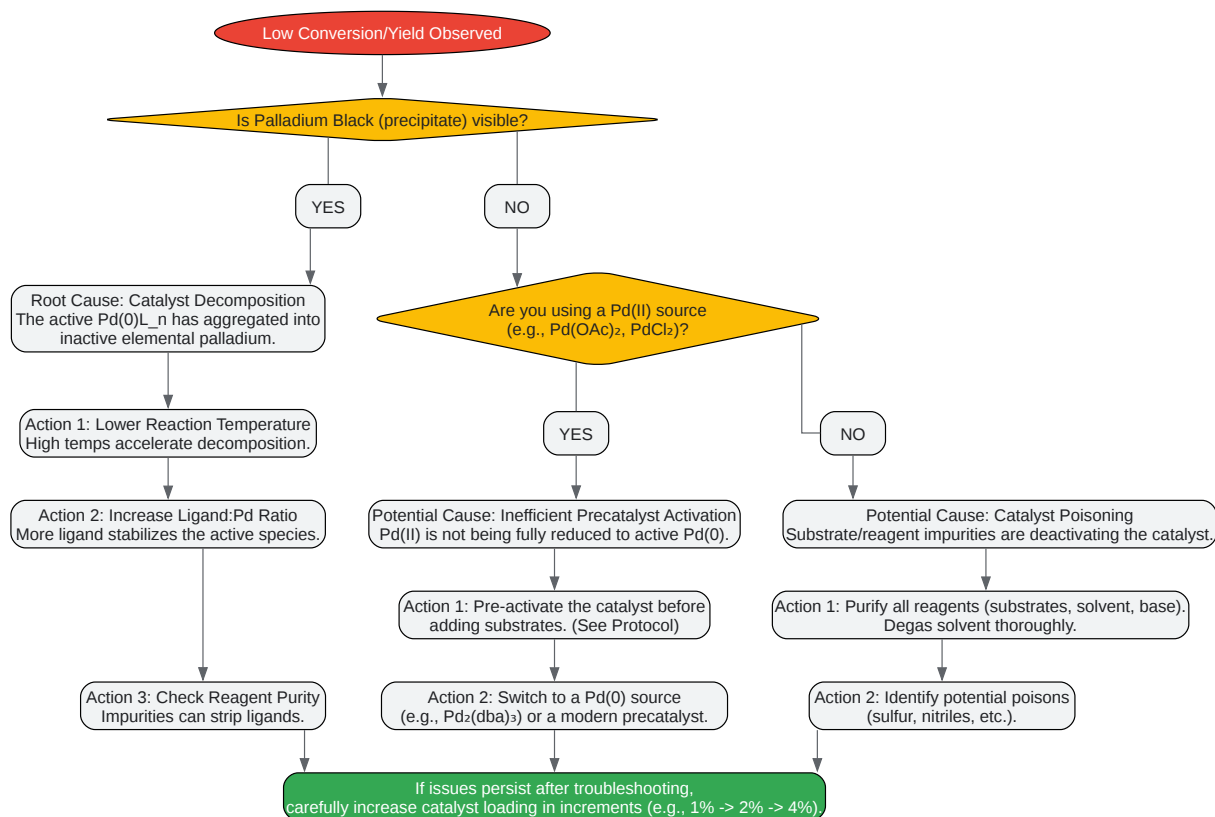 Low Conversion/Yield Observed
Is Palladium Black (precipitate) visible?
YES
NO
Root Cause: Catalyst Decomposition
The active Pd(0)L_n has aggregated into
inactive elemental palladium.
Are you using a Pd(II) source
(e.g., Pd(OAc)₂, PdCl₂)?
Action 1: Lower Reaction Temperature
High temps accelerate decomposition.
YES
NO
Action 2: Increase Ligand:Pd Ratio
More ligand stabilizes the active species.
Potential Cause: Inefficient Precatalyst Activation
Pd(II) is not being fully reduced to active Pd(0).
Potential Cause: Catalyst Poisoning
Substrate/reagent impurities are deactivating the catalyst.
Action 1: Pre-activate the catalyst before
adding substrates. (See Protocol)
Action 1: Purify all reagents (substrates, solvent, base).
Degas solvent thoroughly.
Action 3: Check Reagent Purity
Impurities can strip ligands.
Action 2: Switch to a Pd(0) source
(e.g., Pd₂(dba)₃) or a modern precatalyst.
Action 2: Identify potential poisons
(sulfur, nitriles, etc.).
If issues persist after troubleshooting,
carefully increase catalyst loading in increments (e.g., 1% -> 2% -> 4%).